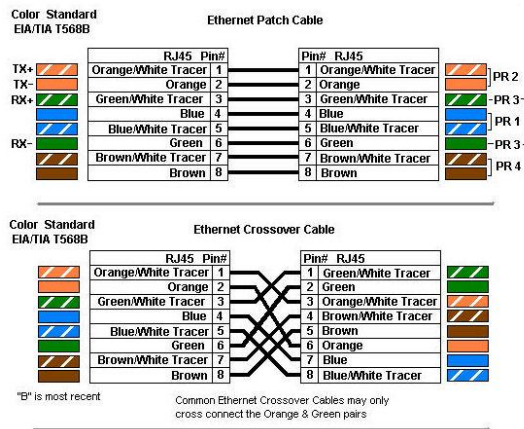 Color Standard
EIA/TIA T568B
Ethernet Patch Cable
RJ45 Pin#
Pin# RJ45
TX+ Orange/White Tracer 1 1 Orange/White Tracer
TX- Orange 2 2 Orange PR 2
RX+ Green/White Tracer 3 3 Green/White Tracer PR 3
Blue 4 4 Blue PR 1
Blue/White Tracer 5 5 Blue/White Tracer
RX- Green 6 6 Green PR 3
Brown/White Tracer 7 7 Brown/White Tracer PR 4
Brown 8 8 Brown
Color Standard
EIA/TIA T568B
Ethernet Crossover Cable
RJ45 Pin#
Pin# RJ45
Orange/White Tracer 1 1 Green/White Tracer
Orange 2 2 Green
Green/White Tracer 3 3 Orange/White Tracer
Blue 4 4 Brown/White Tracer
Blue/White Tracer 5 5 Brown
Green 6 6 Orange
Brown/White Tracer 7 7 Blue
Brown 8 8 Blue/White Tracer
"B" is most recent
Common Ethernet Crossover Cables may only
cross connect the Orange & Green pairs